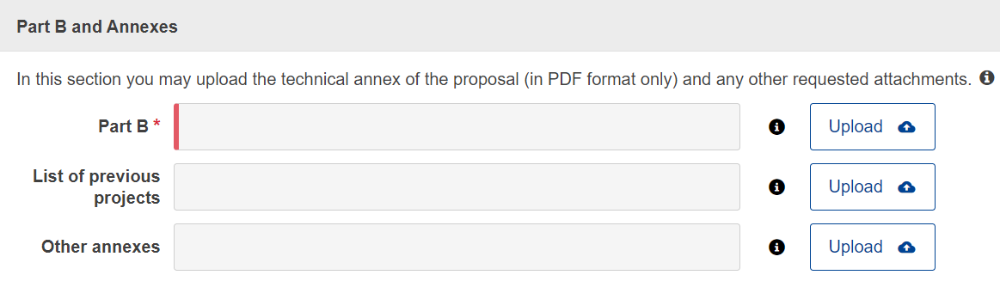 Part B and Annexes
In this section you may upload the technical annex of the proposal (in PDF format only) and any other requested attachments.
Part B *
Upload
List of previous
projects
Upload
Other annexes
Upload